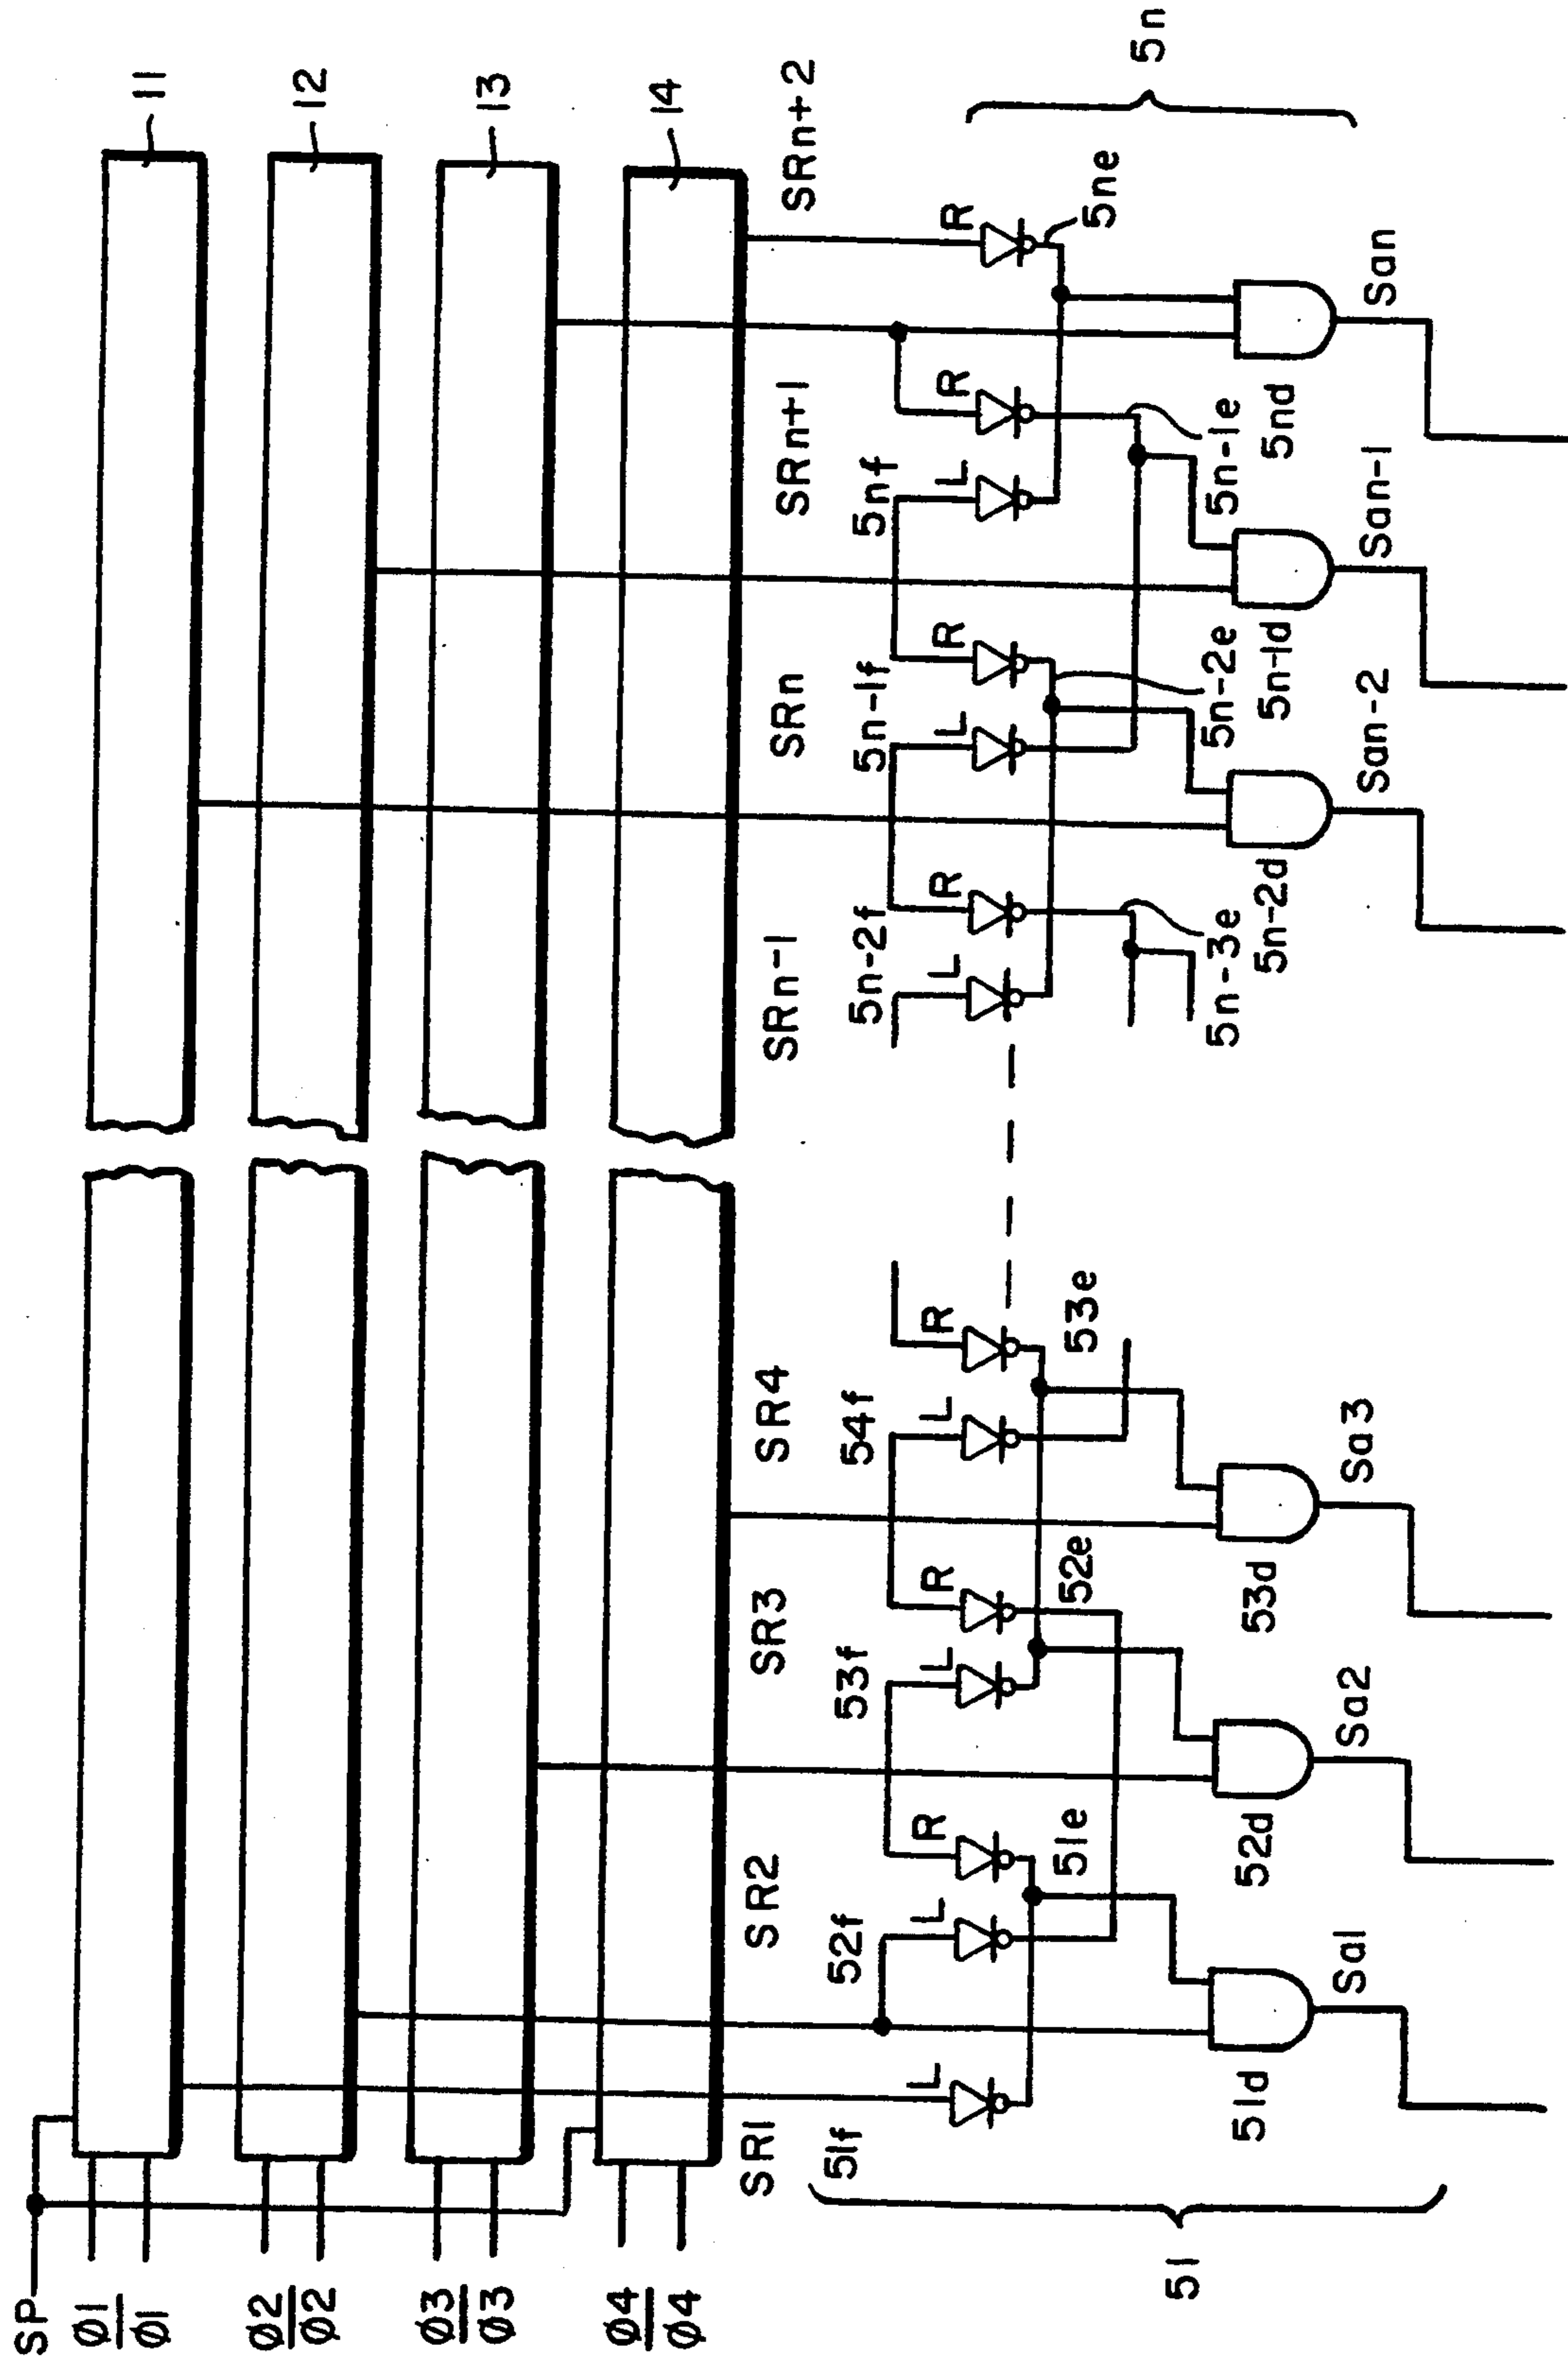 SP
Ø1
Ø1
Ø2
Ø2
Ø3
Ø3
Ø4
Ø4
11
12
13
14
SR1 SR2 SR3 SR4 SRn-1 SRn SRn+1 SRn+2
51f 52f 53f 54f 5n-2f 5n-1f 5nf
L L R L R L R L R L R L R R
51e 52e 53e 5n-3e 5n-2e 5n-1e 5ne
51d 52d 53d 5n-2d 5n-1d 5nd
Sa1 Sa2 Sa3 San-2 San-1 San
51 5n